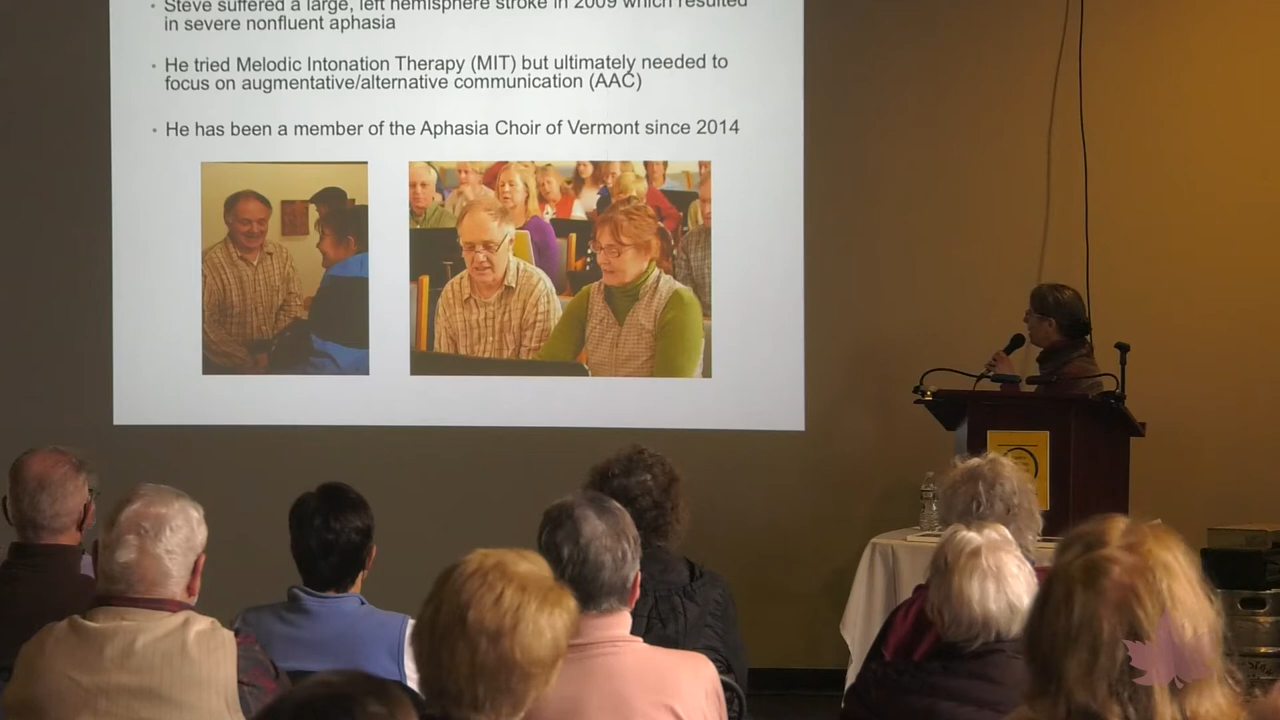 • Steve suffered a large, left hemisphere stroke in 2009 which resulted
in severe nonfluent aphasia
• He tried Melodic Intonation Therapy (MIT) but ultimately needed to
focus on augmentative/alternative communication (AAC)
• He has been a member of the Aphasia Choir of Vermont since 2014